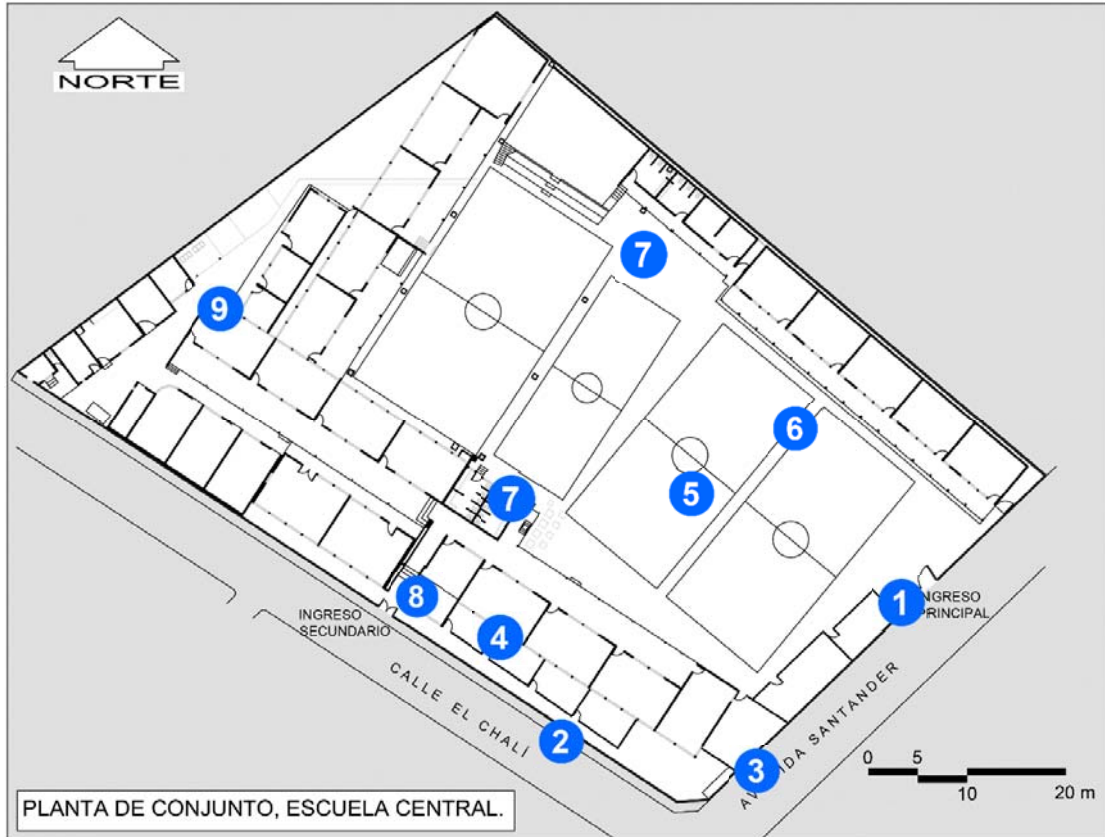 NORTE
7
9
6
5
7
1
INGRESO
PRINCIPAL
8
INGRESO
SECUNDARIO
4
CALLE EL CHALÍ
2
3
AVENIDA SANTANDER
0 5
10 20 m
PLANTA DE CONJUNTO, ESCUELA CENTRAL.